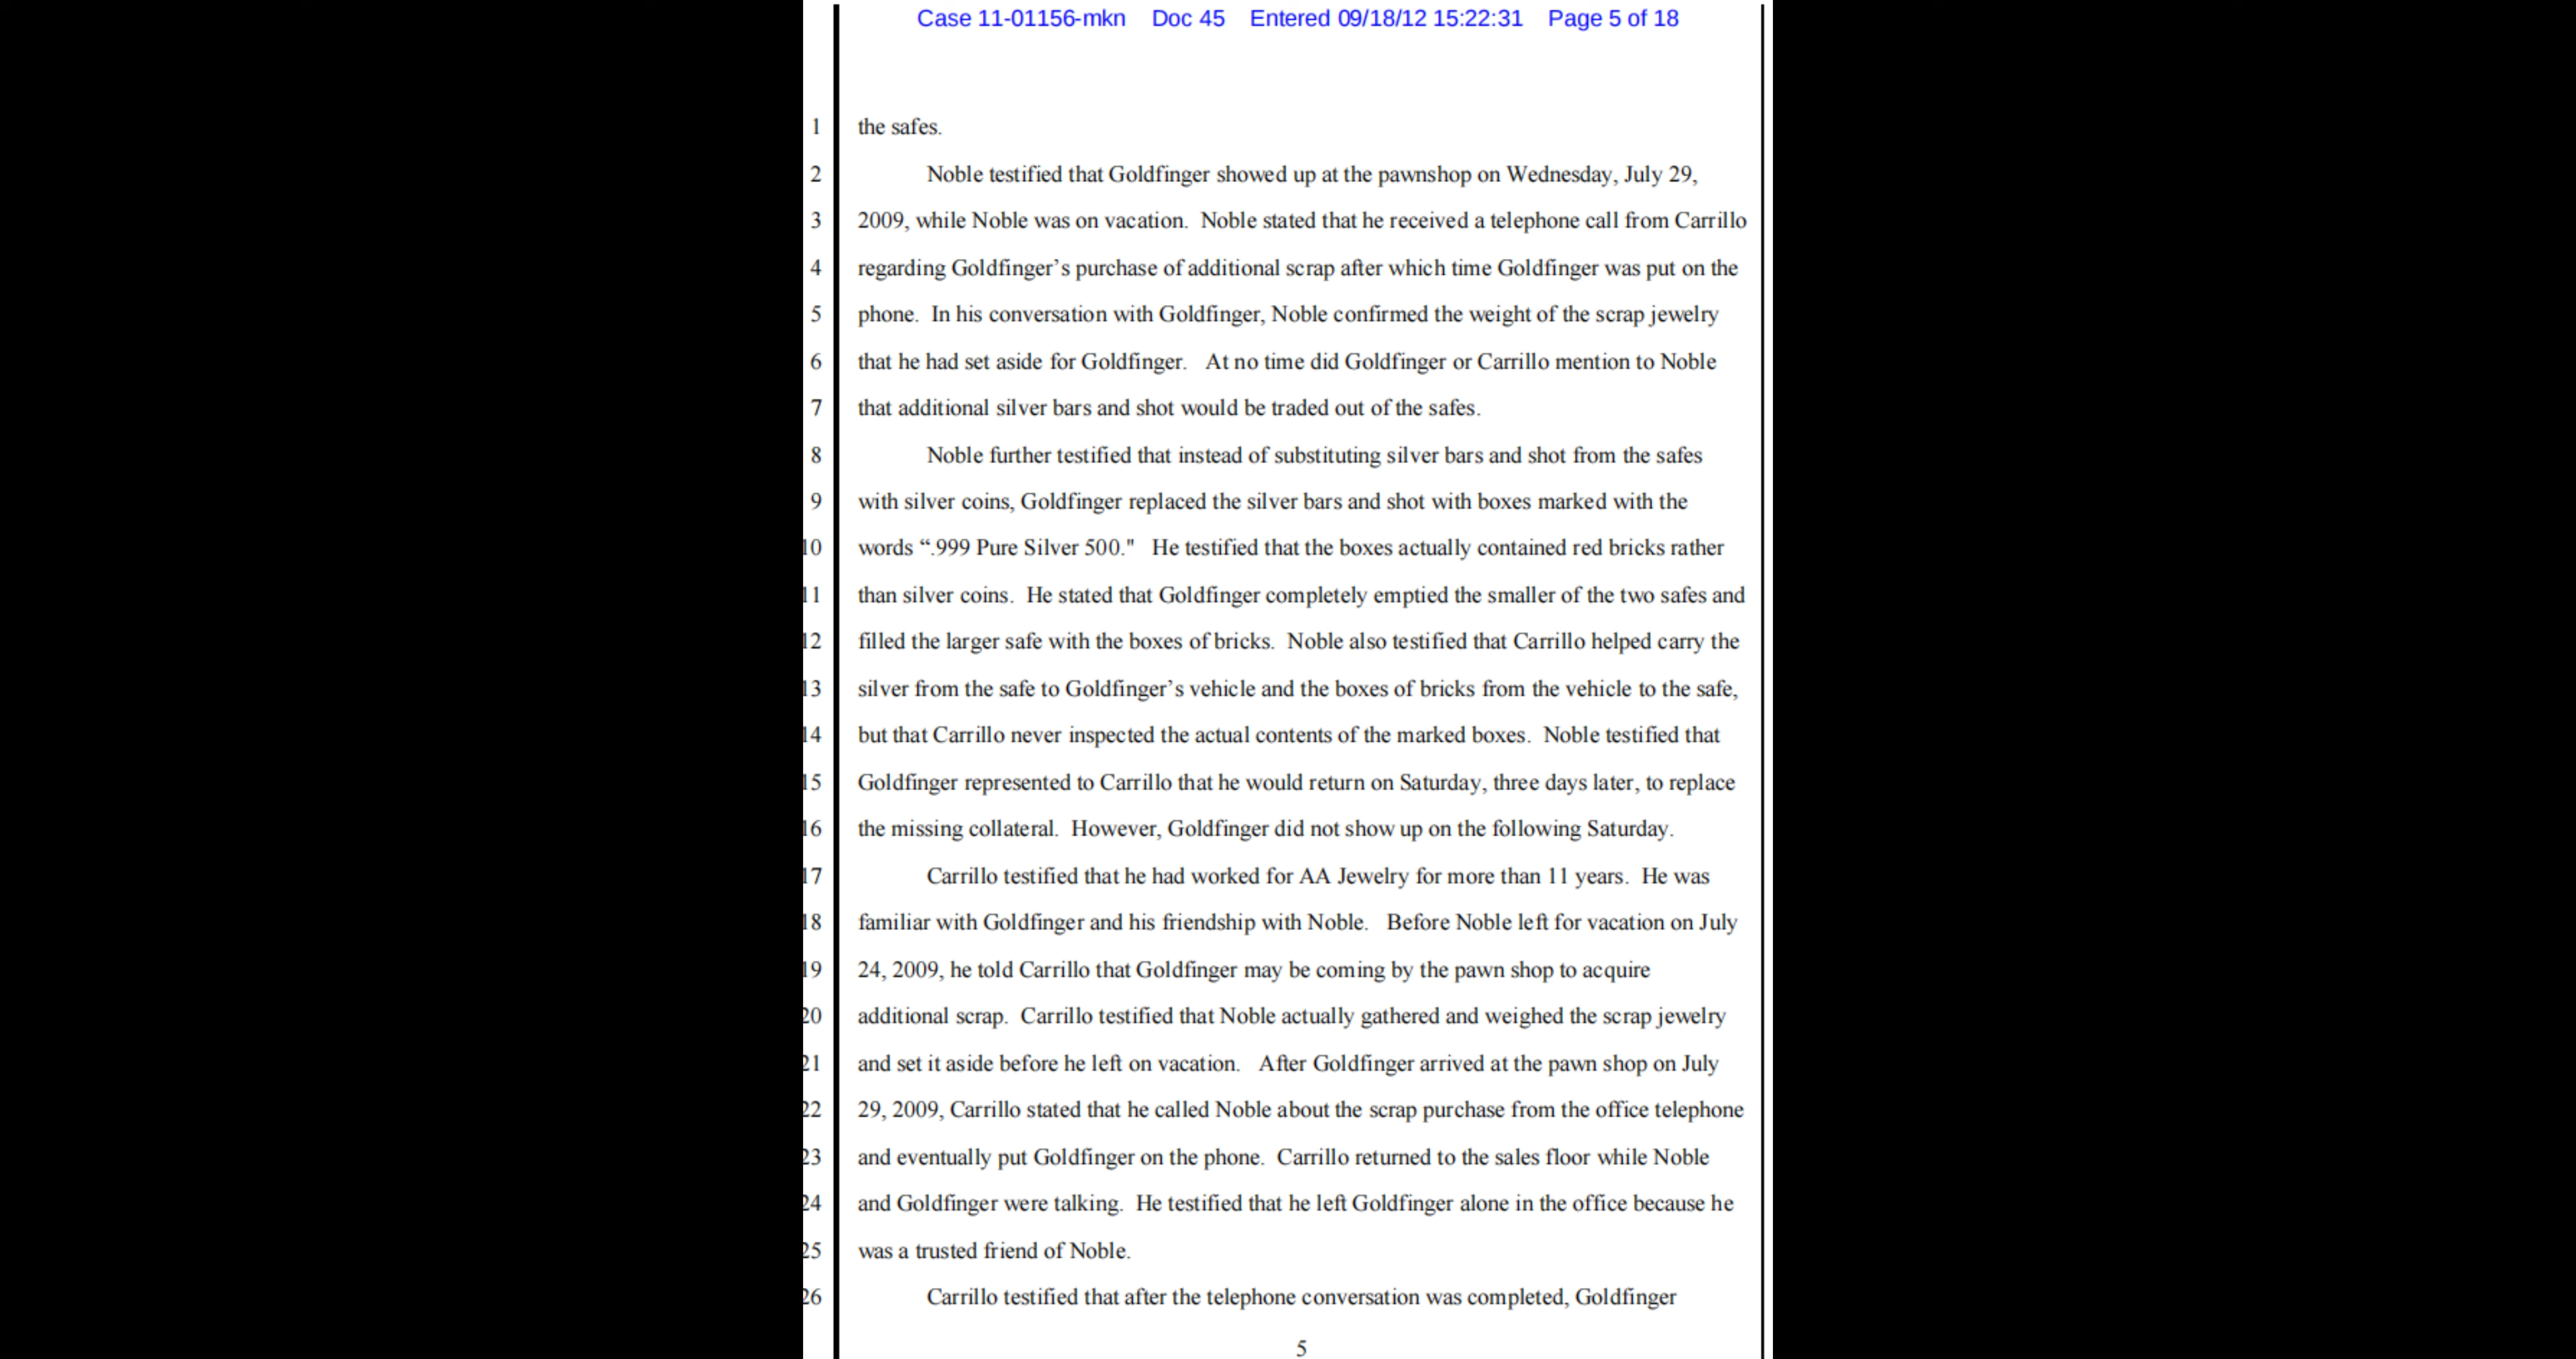 Case 11-01156-mkn Doc 45 Entered 09/18/12 15:22:31 Page 5 of 18
1 the safes.
2 Noble testified that Goldfinger showed up at the pawnshop on Wednesday, July 29,
3 2009, while Noble was on vacation. Noble stated that he received a telephone call from Carrillo
4 regarding Goldfinger’s purchase of additional scrap after which time Goldfinger was put on the
5 phone. In his conversation with Goldfinger, Noble confirmed the weight of the scrap jewelry
6 that he had set aside for Goldfinger. At no time did Goldfinger or Carrillo mention to Noble
7 that additional silver bars and shot would be traded out of the safes.
8 Noble further testified that instead of substituting silver bars and shot from the safes
9 with silver coins, Goldfinger replaced the silver bars and shot with boxes marked with the
10 words “.999 Pure Silver 500." He testified that the boxes actually contained red bricks rather
11 than silver coins. He stated that Goldfinger completely emptied the smaller of the two safes and
12 filled the larger safe with the boxes of bricks. Noble also testified that Carrillo helped carry the
13 silver from the safe to Goldfinger’s vehicle and the boxes of bricks from the vehicle to the safe,
14 but that Carrillo never inspected the actual contents of the marked boxes. Noble testified that
15 Goldfinger represented to Carrillo that he would return on Saturday, three days later, to replace
16 the missing collateral. However, Goldfinger did not show up on the following Saturday.
17 Carrillo testified that he had worked for AA Jewelry for more than 11 years. He was
18 familiar with Goldfinger and his friendship with Noble. Before Noble left for vacation on July
19 24, 2009, he told Carrillo that Goldfinger may be coming by the pawn shop to acquire
20 additional scrap. Carrillo testified that Noble actually gathered and weighed the scrap jewelry
21 and set it aside before he left on vacation. After Goldfinger arrived at the pawn shop on July
22 29, 2009, Carrillo stated that he called Noble about the scrap purchase from the office telephone
23 and eventually put Goldfinger on the phone. Carrillo returned to the sales floor while Noble
24 and Goldfinger were talking. He testified that he left Goldfinger alone in the office because he
25 was a trusted friend of Noble.
26 Carrillo testified that after the telephone conversation was completed, Goldfinger
5